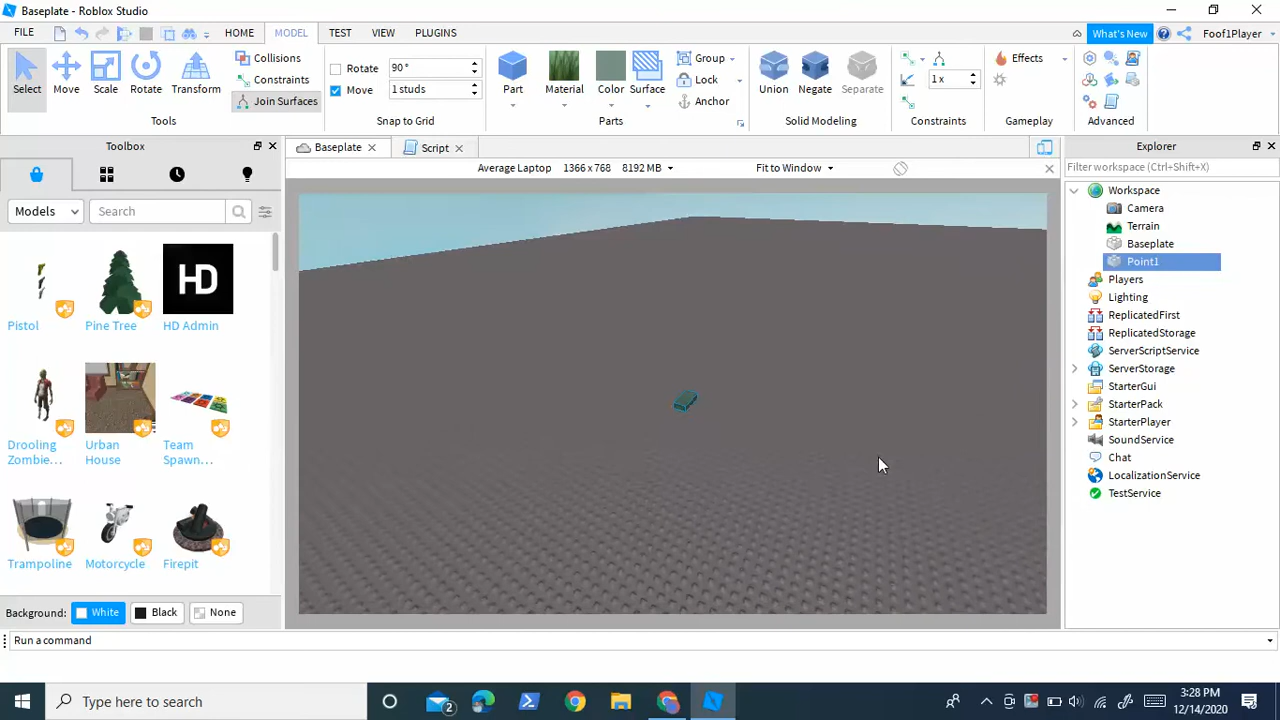 Baseplate - Roblox Studio
FILE HOME MODEL TEST VIEW PLUGINS What's New Foof1Player
Select Move Scale Rotate Transform
Collisions
Constraints
Join Surfaces
Tools
Rotate 90°
Move 1 studs
Snap to Grid
Part Material Color Surface
Group
Lock
Anchor
Parts
Union Negate Separate
Solid Modeling
1 x
Constraints
Effects
Gameplay
Advanced
Toolbox
Models Search
Pistol Pine Tree HD Admin
HD
Drooling Zombie... Urban House Team Spawn...
Trampoline Motorcycle Firepit
Background: White Black None
Baseplate Script
Average Laptop 1366 x 768 8192 MB Fit to Window
Explorer
Filter workspace (Ctrl+Shift+X)
Workspace
Camera
Terrain
Baseplate
Point1
Players
Lighting
ReplicatedFirst
ReplicatedStorage
ServerScriptService
ServerStorage
StarterGui
StarterPack
StarterPlayer
SoundService
Chat
LocalizationService
TestService
Run a command
Type here to search
2
3:28 PM
12/14/2020